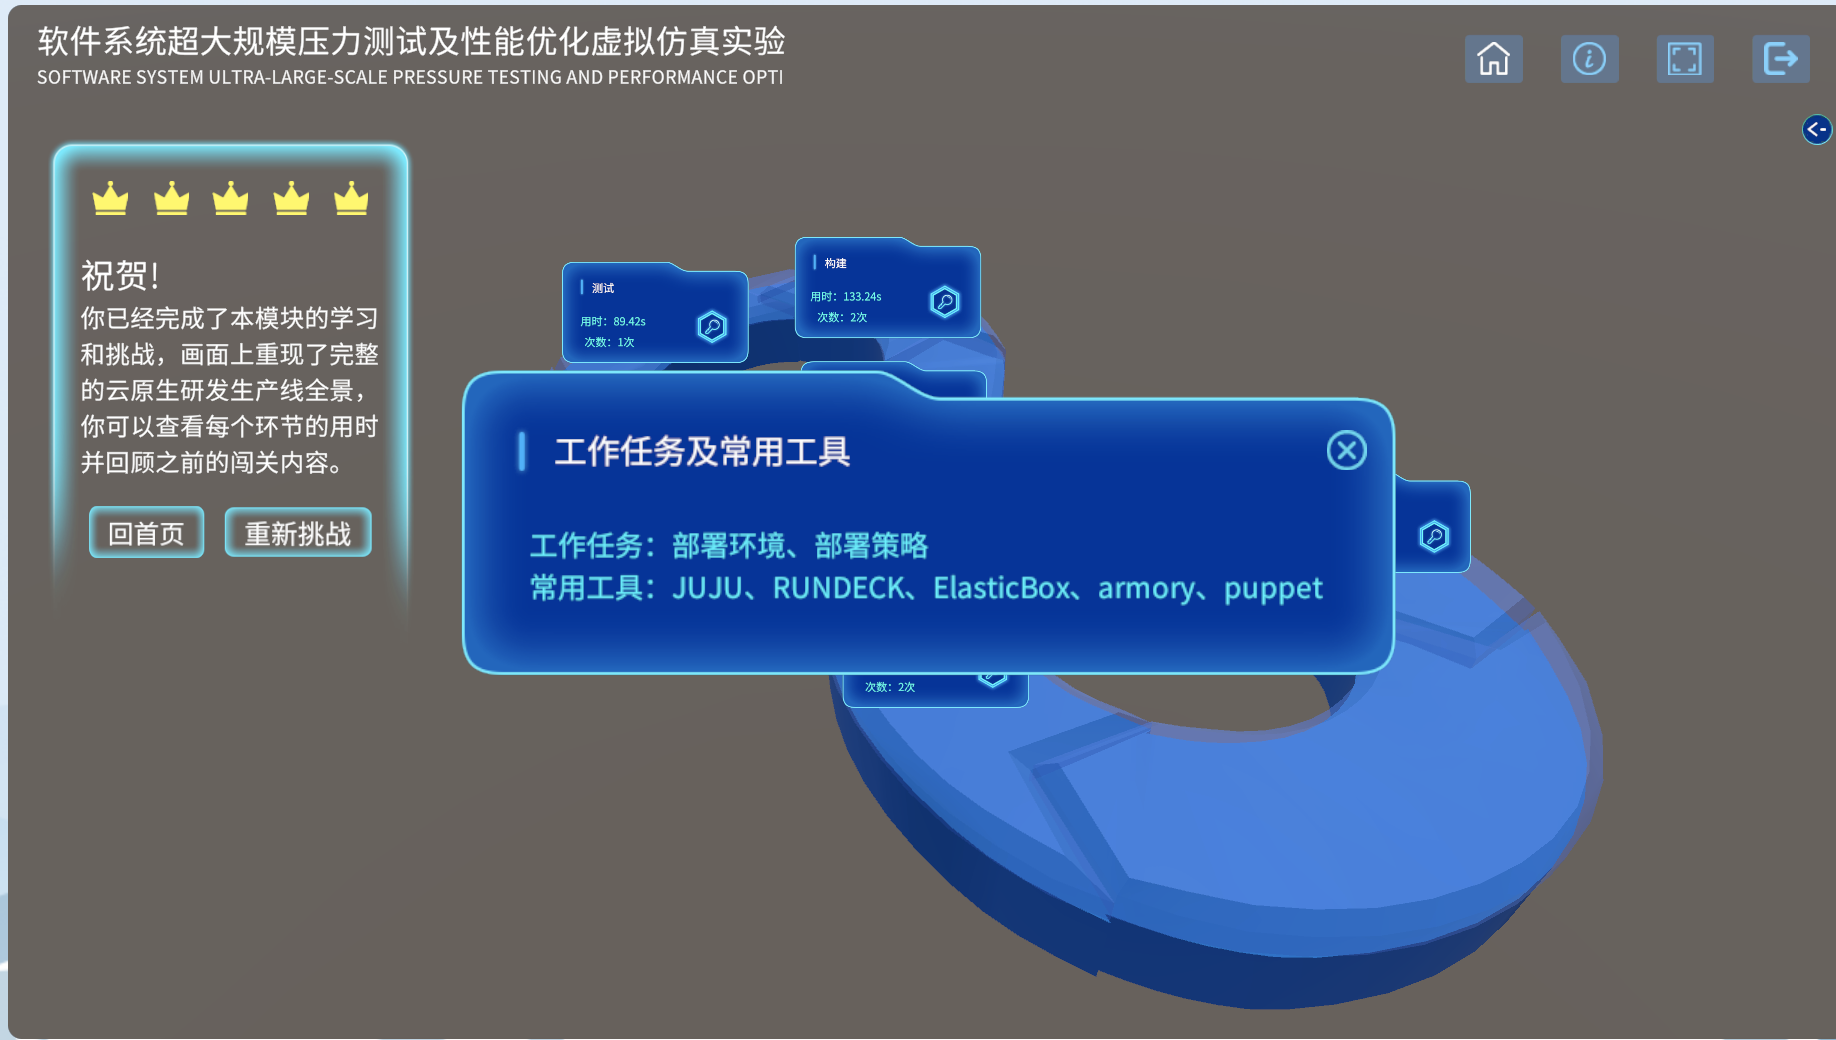 软件系统超大规模压力测试及性能优化虚拟仿真实验
SOFTWARE SYSTEM ULTRA-LARGE-SCALE PRESSURE TESTING AND PERFORMANCE OPTI
祝贺!
你已经完成了本模块的学习
和挑战，画面上重现了完整
的云原生研发生产线全景，
你可以查看每个环节的用时
并回顾之前的闯关内容。
回首页
重新挑战
测试
用时：89.42s
次数：1次
构建
用时：133.24s
次数：2次
工作任务及常用工具
工作任务：部署环境、部署策略
常用工具：JUJU、RUNDECK、ElasticBox、armory、puppet
次数：2次